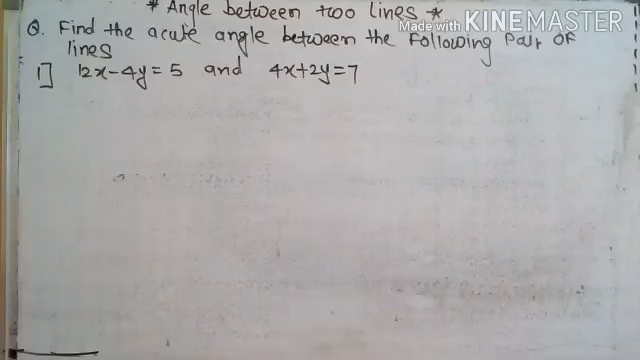 * Angle between two lines *
Made with KINEMASTER
Q. Find the acute angle between the following pair of
lines
1] 12x-4y=5 and 4x+2y=7